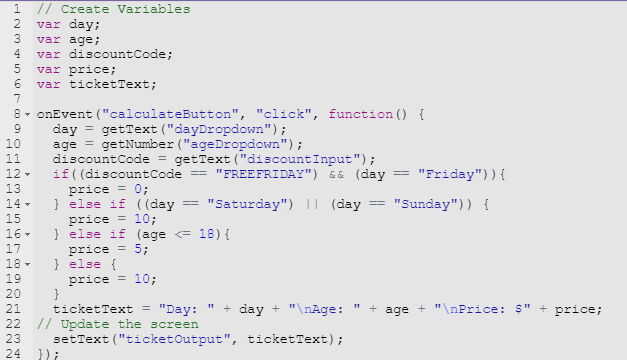 1 // Create Variables
2 var day;
3 var age;
4 var discountCode;
5 var price;
6 var ticketText;
7
8 onEvent("calculateButton", "click", function() {
9 day = getText("dayDropdown");
10 age = getNumber("ageDropdown");
11 discountCode = getText("discountInput");
12 if((discountCode == "FREEFRIDAY") && (day == "Friday")){
13 price = 0;
14 } else if ((day == "Saturday") || (day == "Sunday")) {
15 price = 10;
16 } else if (age <= 18){
17 price = 5;
18 } else {
19 price = 10;
20 }
21 ticketText = "Day: " + day + "\nAge: " + age + "\nPrice: $" + price;
22 // Update the screen
23 setText("ticketOutput", ticketText);
24 });